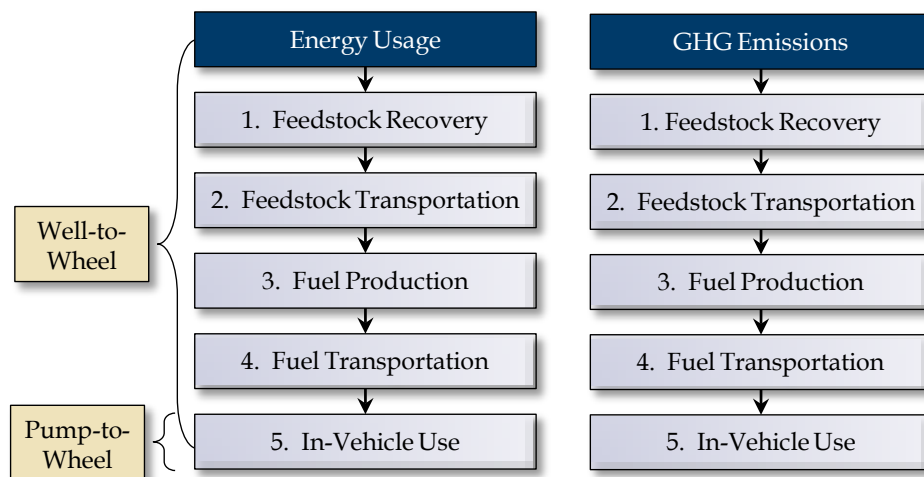 Energy Usage
GHG Emissions
1. Feedstock Recovery
1. Feedstock Recovery
2. Feedstock Transportation
2. Feedstock Transportation
Well-to-
Wheel
3. Fuel Production
3. Fuel Production
4. Fuel Transportation
4. Fuel Transportation
Pump-to-
Wheel
5. In-Vehicle Use
5. In-Vehicle Use